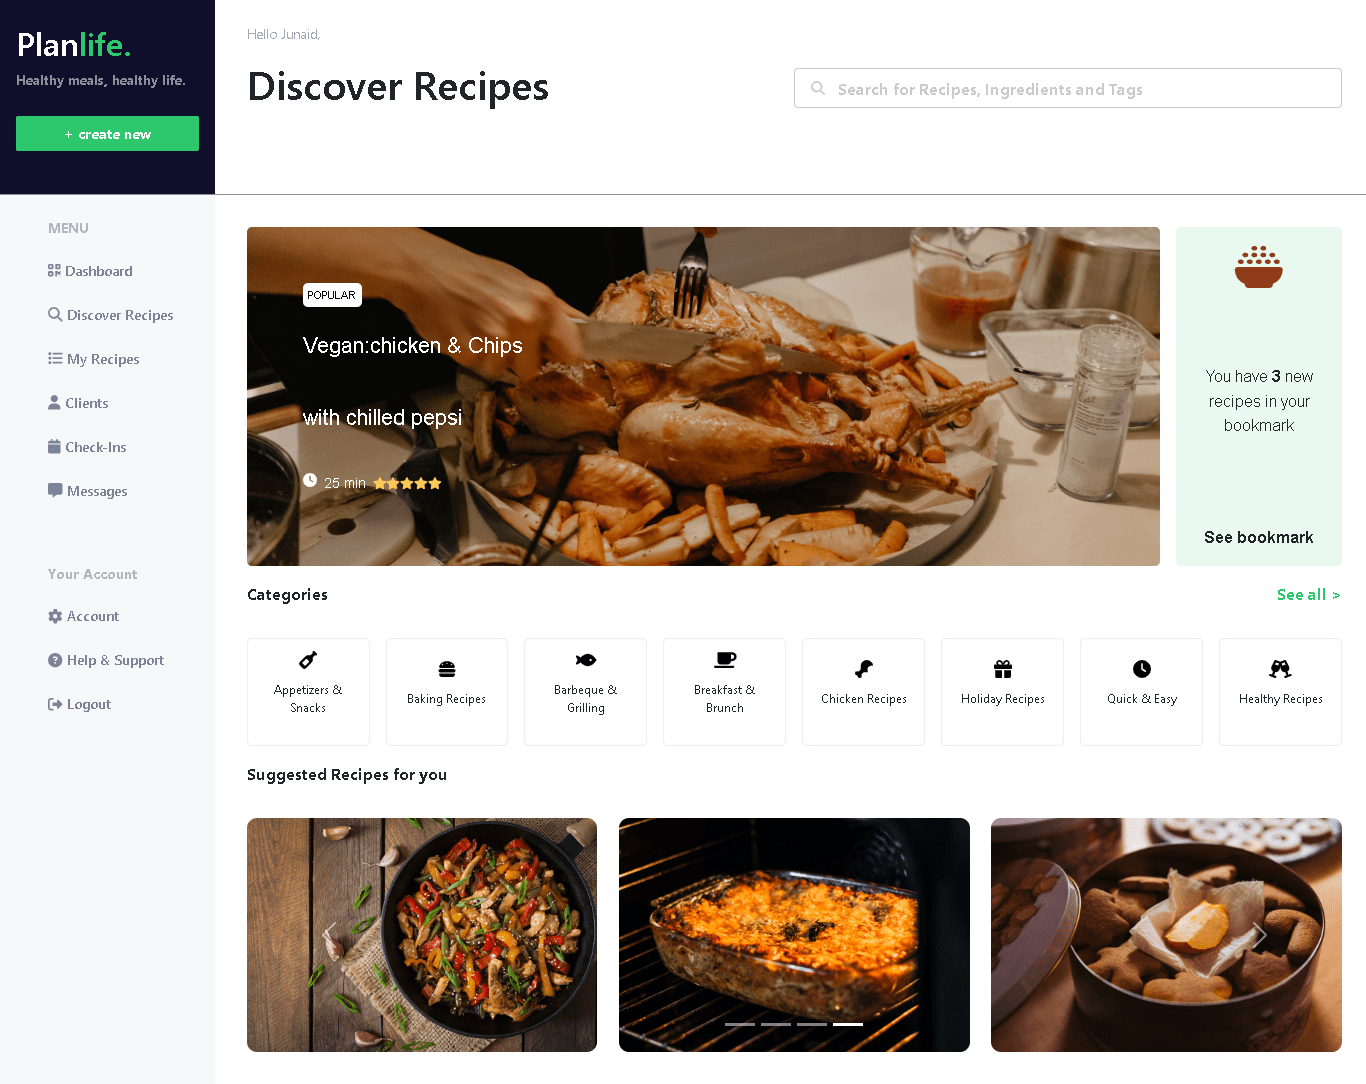 Planlife.
Healthy meals, healthy life.
+ create new
MENU
Dashboard
Discover Recipes
My Recipes
Clients
Check-Ins
Messages
Your Account
Account
Help & Support
Logout
Hello Junaid,
Discover Recipes
Search for Recipes, Ingredients and Tags
POPULAR
Vegan:chicken & Chips
with chilled pepsi
25 min
You have 3 new
recipes in your
bookmark
See bookmark
Categories
See all >
Appetizers &
Snacks
Baking Recipes
Barbeque &
Grilling
Breakfast &
Brunch
Chicken Recipes
Holiday Recipes
Quick & Easy
Healthy Recipes
Suggested Recipes for you